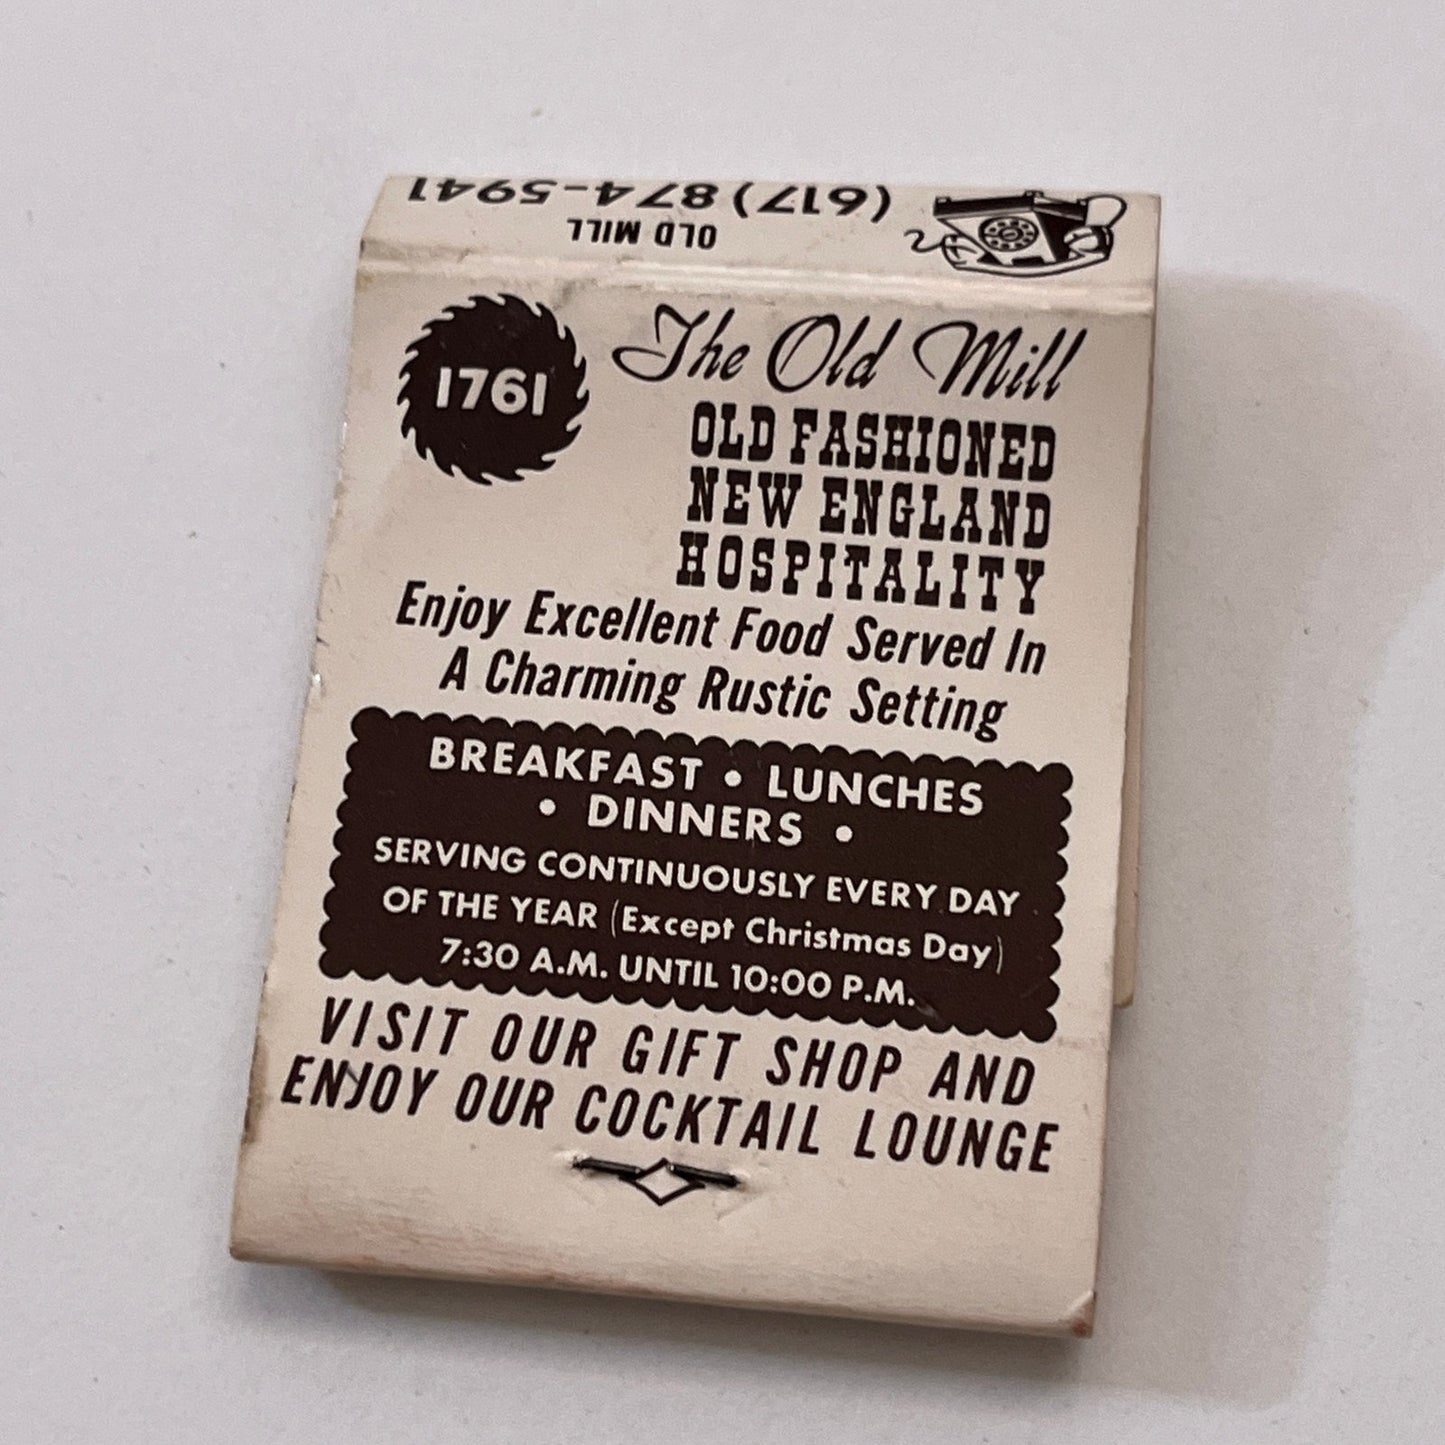 (617) 874-5941
OLD MILL
1761
The Old Mill
OLD FASHIONED
NEW ENGLAND
HOSPITALITY
Enjoy Excellent Food Served In
A Charming Rustic Setting
BREAKFAST • LUNCHES
• DINNERS •
SERVING CONTINUOUSLY EVERY DAY
OF THE YEAR (Except Christmas Day)
7:30 A.M. UNTIL 10:00 P.M.
VISIT OUR GIFT SHOP AND
ENJOY OUR COCKTAIL LOUNGE